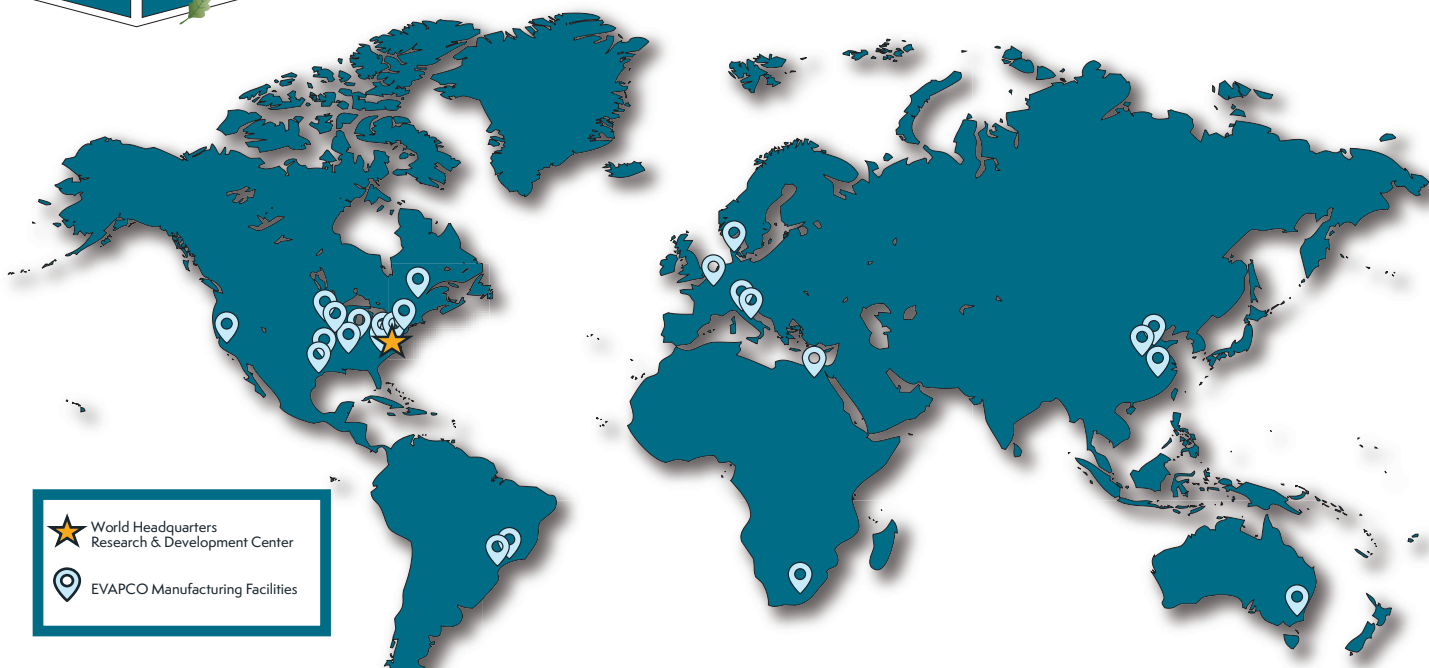 World Headquarters
Research & Development Center
EVAPCO Manufacturing Facilities